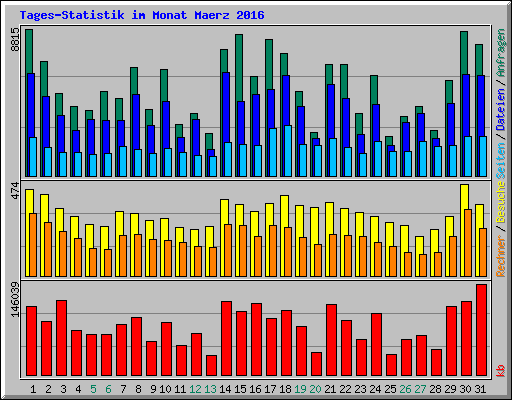 Tages-Statistik im Monat Maerz 2016
8815
474
146039
Rechner / Besuche Seiten / Dateien / Anfragen
kb
1 2 3 4 5 6 7 8 9 10 11 12 13 14 15 16 17 18 19 20 21 22 23 24 25 26 27 28 29 30 31